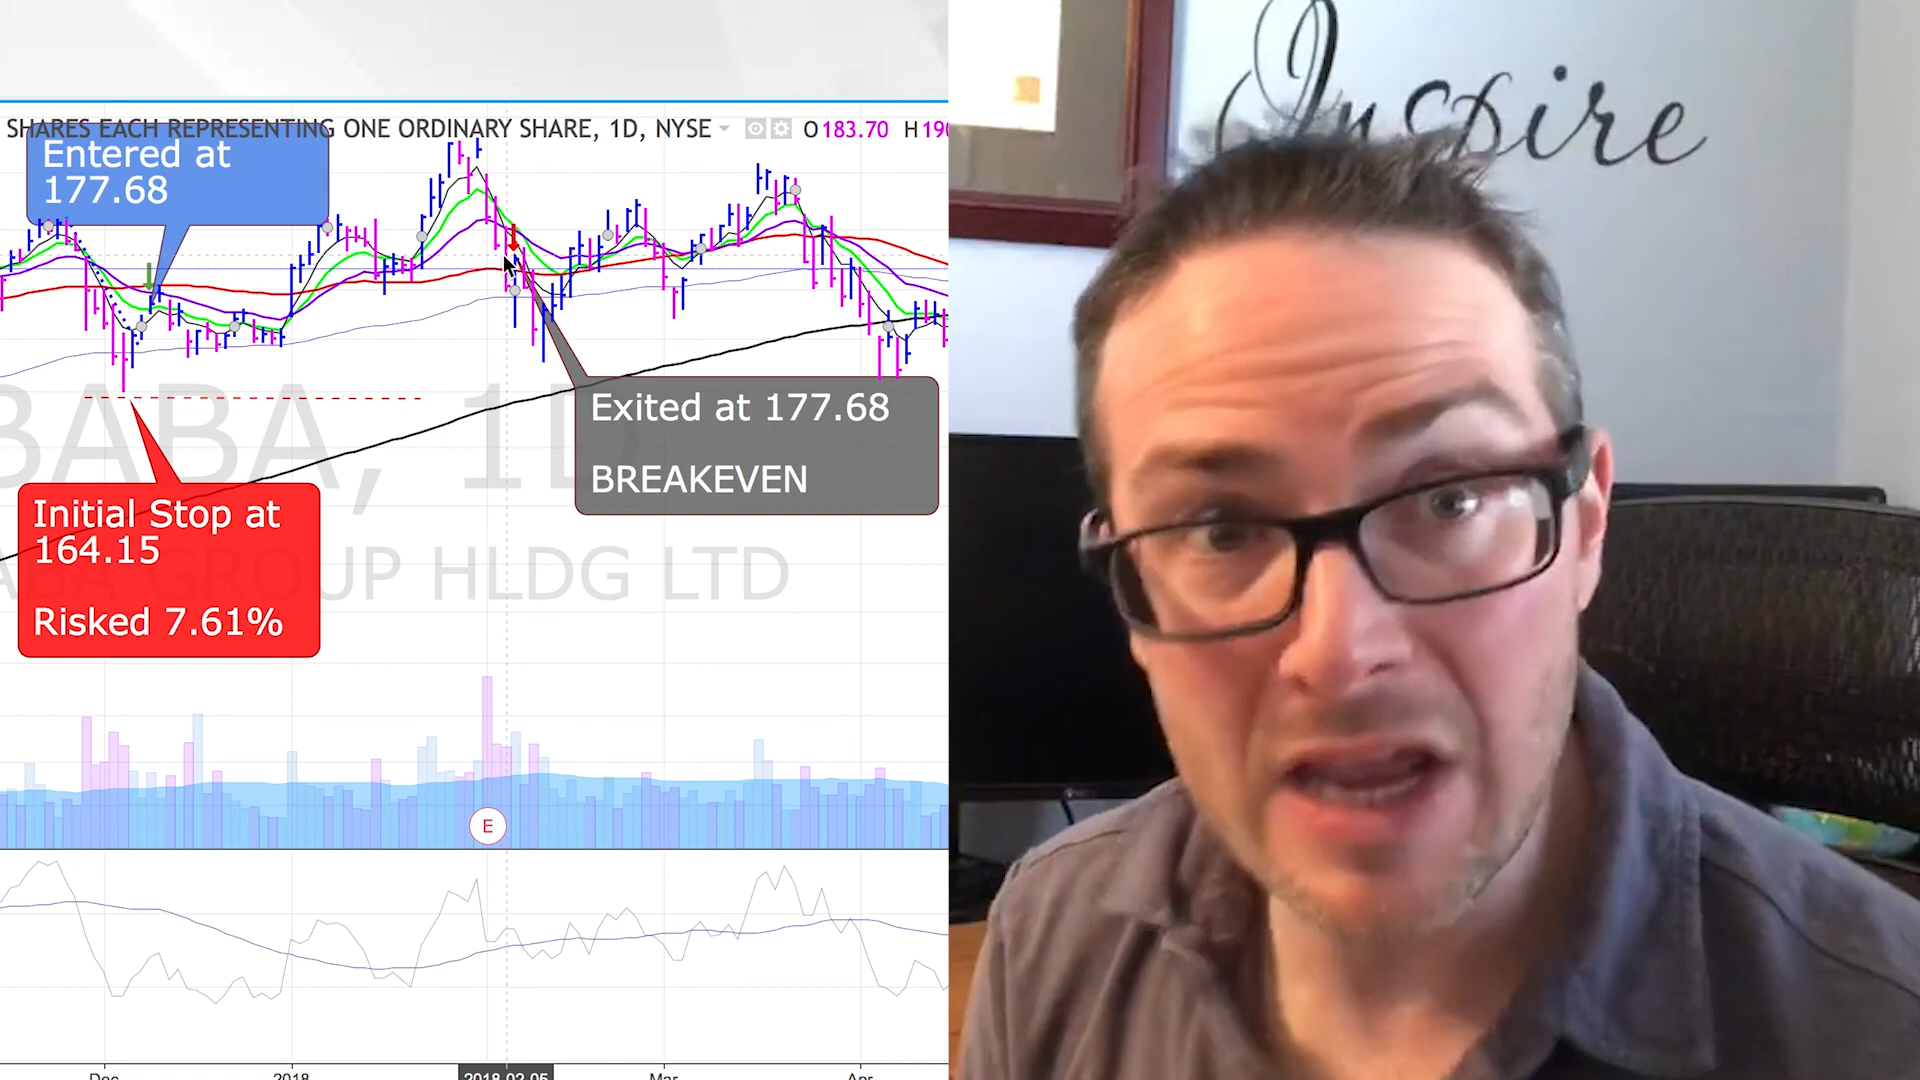 SHARES EACH REPRESENTING ONE ORDINARY SHARE, 1D, NYSE O183.70 H190
Entered at
177.68
Inspire
BABA, 1D
Exited at 177.68
BREAKEVEN
Initial Stop at
164.15
Risked 7.61%
GROUP HLDG LTD
E
Dec
2018
2018-02-05
Mar
Apr